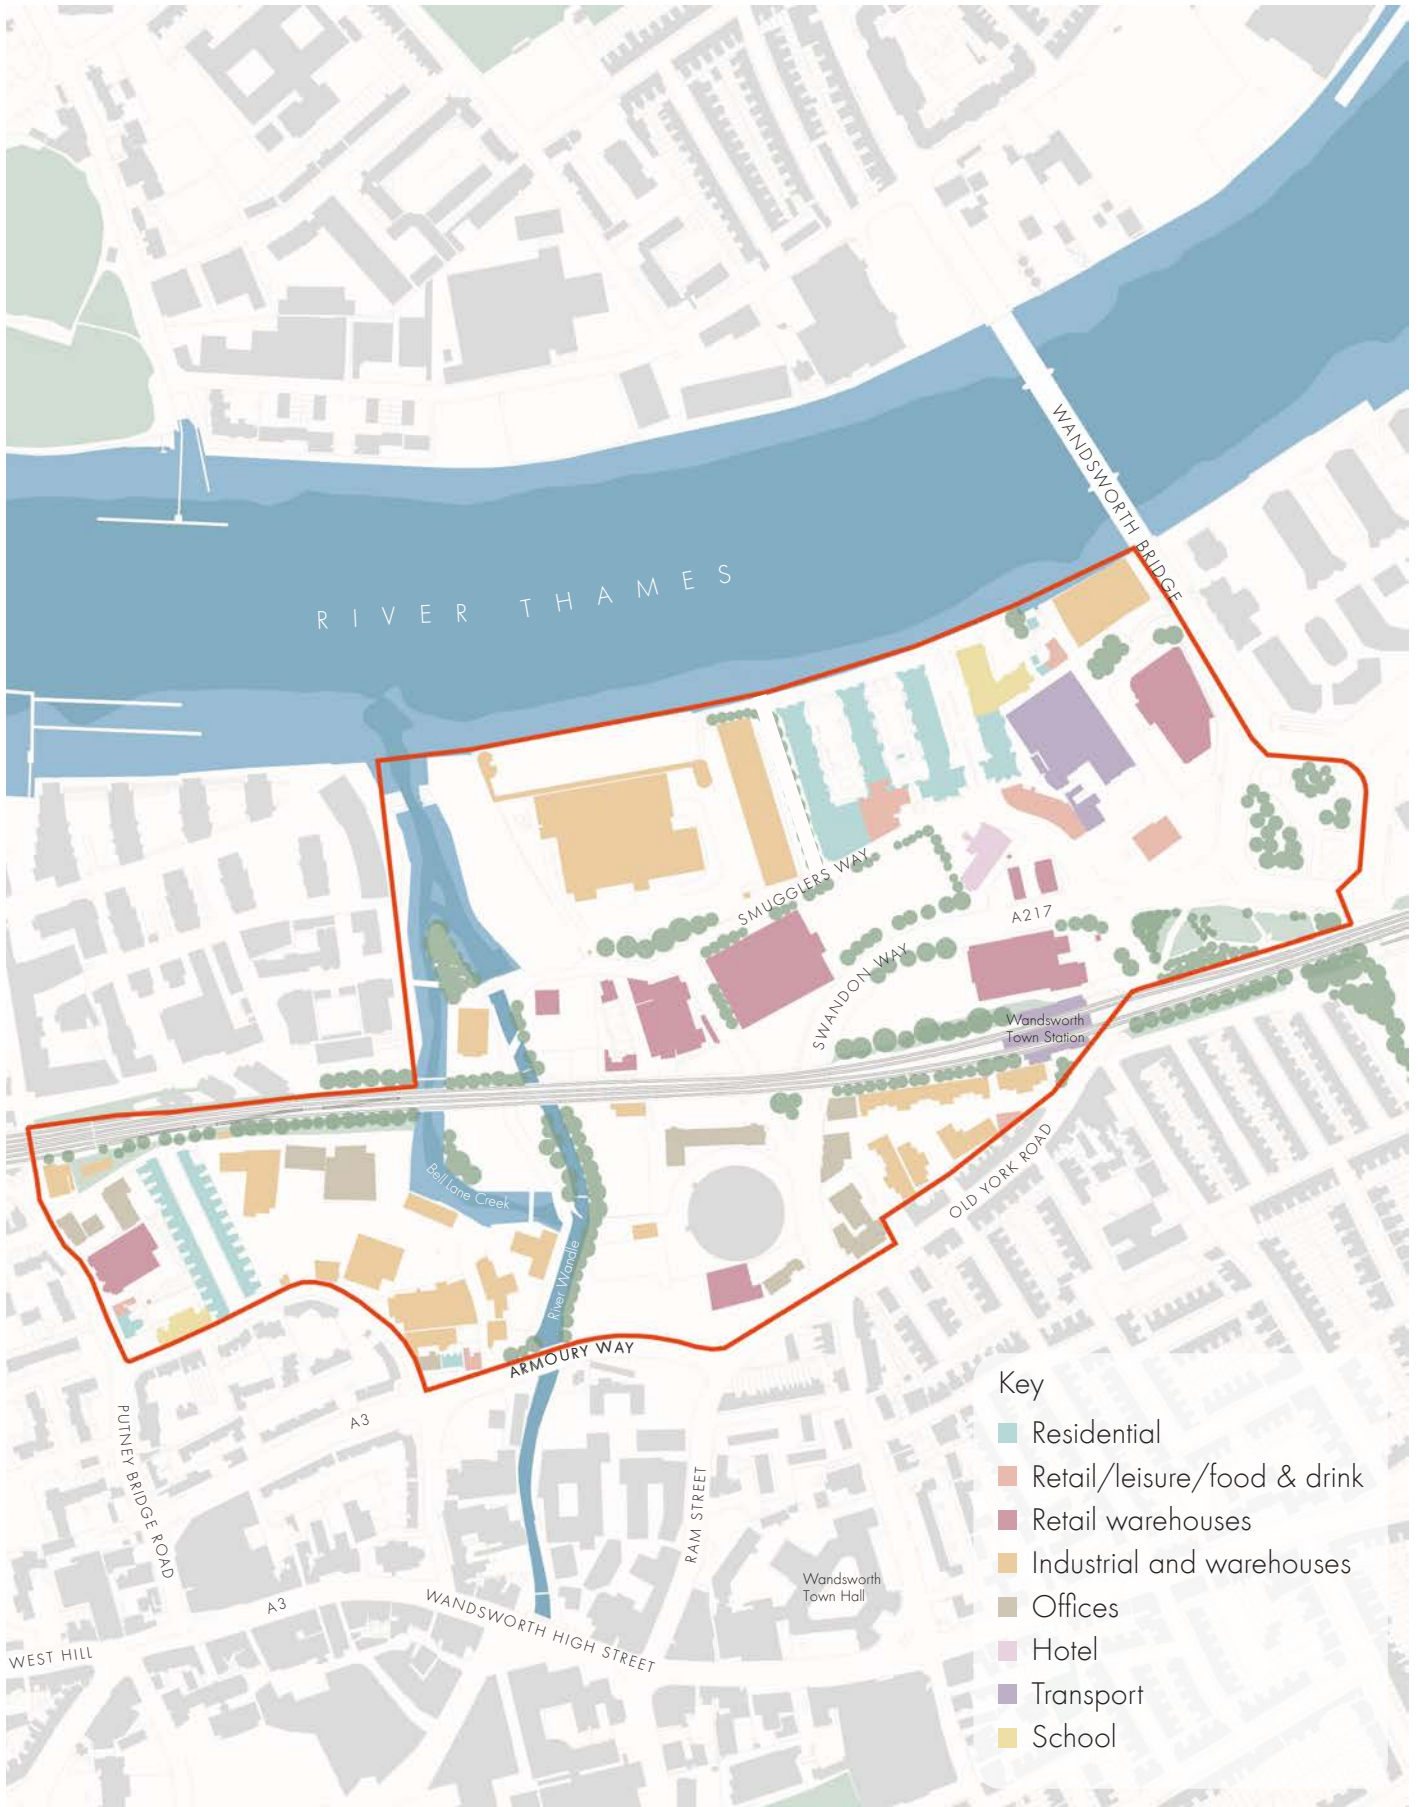 WANDSWORTH BRIDGE
RIVER THAMES
SMUGGLERS WAY
A217
SWANDON WAY
Wandsworth
Town Station
OLD YORK ROAD
Bell Lane Creek
River Wandle
ARMOURY WAY
A3
PUTNEY BRIDGE ROAD
RAM STREET
Wandsworth
Town Hall
A3
WANDSWORTH HIGH STREET
WEST HILL
Key
Residential
Retail/leisure/food & drink
Retail warehouses
Industrial and warehouses
Offices
Hotel
Transport
School